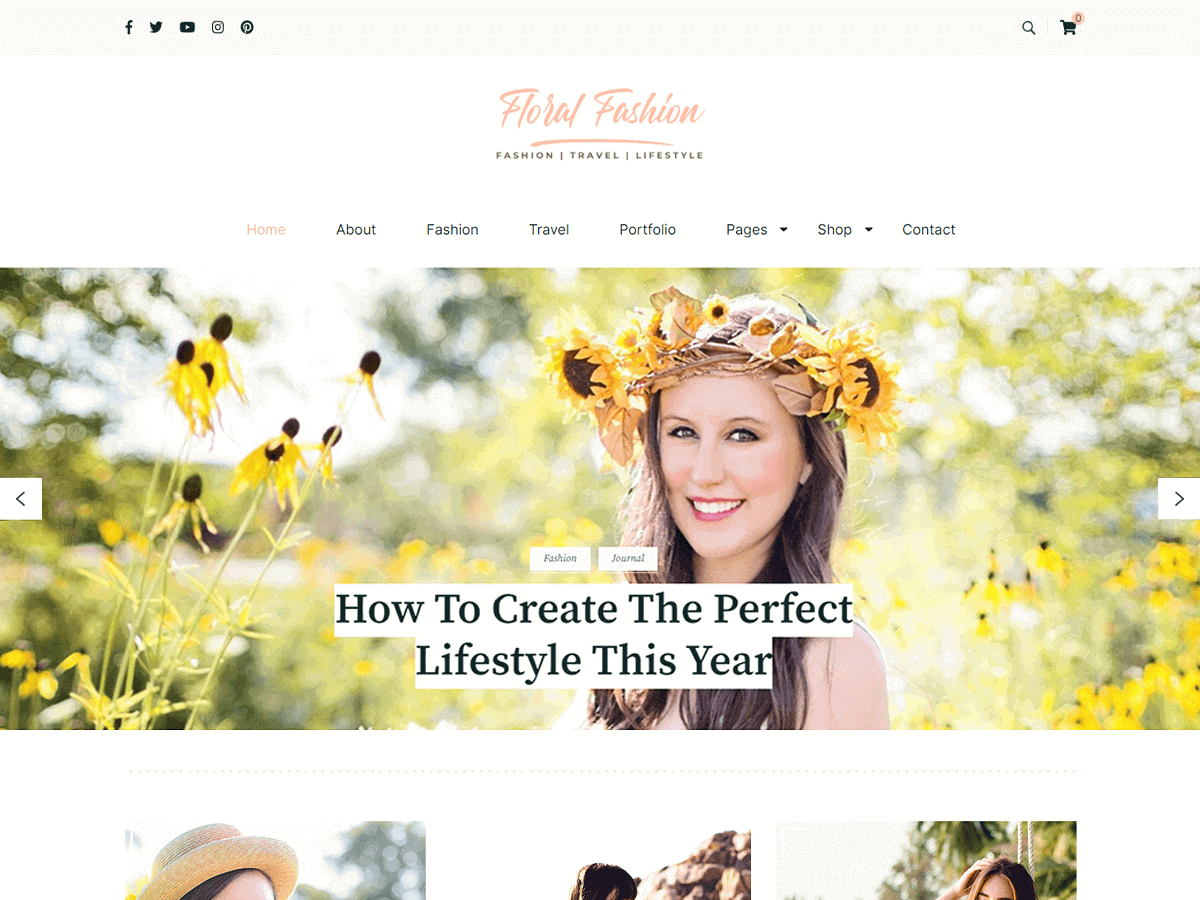 0
Floral Fashion
FASHION | TRAVEL | LIFESTYLE
Home About Fashion Travel Portfolio Pages Shop Contact
Fashion Journal
How To Create The Perfect
Lifestyle This Year